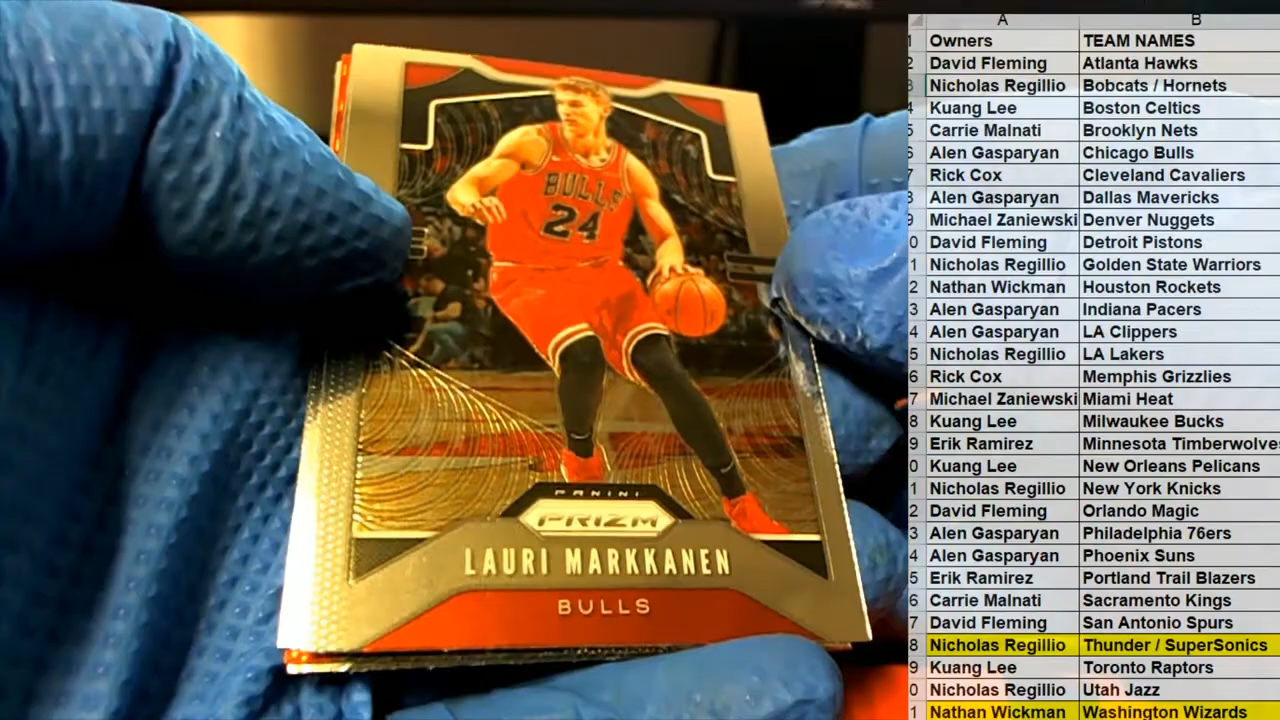 BULLS
24
PANINI
PRIZM
LAURI MARKKANEN
BULLS
A B
1 Owners TEAM NAMES
2 David Fleming Atlanta Hawks
3 Nicholas Regillio Bobcats / Hornets
4 Kuang Lee Boston Celtics
5 Carrie Malnati Brooklyn Nets
6 Alen Gasparyan Chicago Bulls
7 Rick Cox Cleveland Cavaliers
8 Alen Gasparyan Dallas Mavericks
9 Michael Zaniewski Denver Nuggets
0 David Fleming Detroit Pistons
1 Nicholas Regillio Golden State Warriors
2 Nathan Wickman Houston Rockets
3 Alen Gasparyan Indiana Pacers
4 Alen Gasparyan LA Clippers
5 Nicholas Regillio LA Lakers
6 Rick Cox Memphis Grizzlies
7 Michael Zaniewski Miami Heat
8 Kuang Lee Milwaukee Bucks
9 Erik Ramirez Minnesota Timberwolves
0 Kuang Lee New Orleans Pelicans
1 Nicholas Regillio New York Knicks
2 David Fleming Orlando Magic
3 Alen Gasparyan Philadelphia 76ers
4 Alen Gasparyan Phoenix Suns
5 Erik Ramirez Portland Trail Blazers
6 Carrie Malnati Sacramento Kings
7 David Fleming San Antonio Spurs
8 Nicholas Regillio Thunder / SuperSonics
9 Kuang Lee Toronto Raptors
0 Nicholas Regillio Utah Jazz
1 Nathan Wickman Washington Wizards